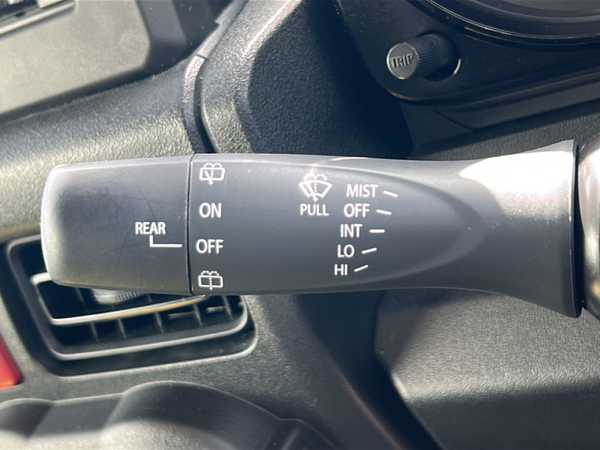 TRIP
ON
REAR
OFF
PULL
MIST
OFF
INT
LO
HI